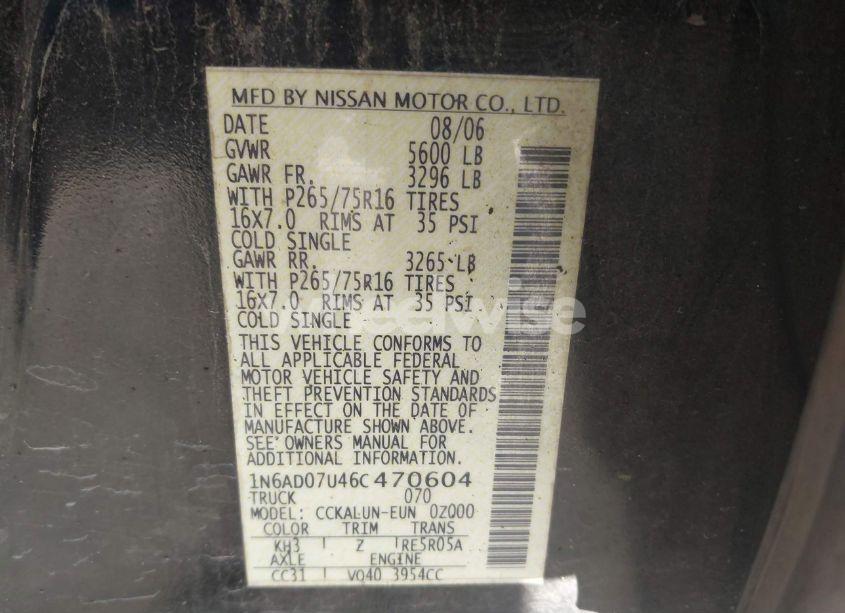 MFD BY NISSAN MOTOR CO., LTD.
DATE 08/06
GVWR 5600 LB
GAWR FR. 3296 LB
WITH P265/75R16 TIRES
16X7.0 RIMS AT 35 PSI
COLD SINGLE
GAWR RR. 3265 LB
WITH P265/75R16 TIRES
16X7.0 RIMS AT 35 PSI
COLD SINGLE
THIS VEHICLE CONFORMS TO
ALL APPLICABLE FEDERAL
MOTOR VEHICLE SAFETY AND
THEFT PREVENTION STANDARDS
IN EFFECT ON THE DATE OF
MANUFACTURE SHOWN ABOVE.
SEE OWNERS MANUAL FOR
ADDITIONAL INFORMATION.
1N6AD07U46C470604
TRUCK 070
MODEL: CCKALUN-EUN 0Z000
COLOR TRIM TRANS
KH3 Z RE5R05A
AXLE ENGINE
CC31 VQ40 3954CC